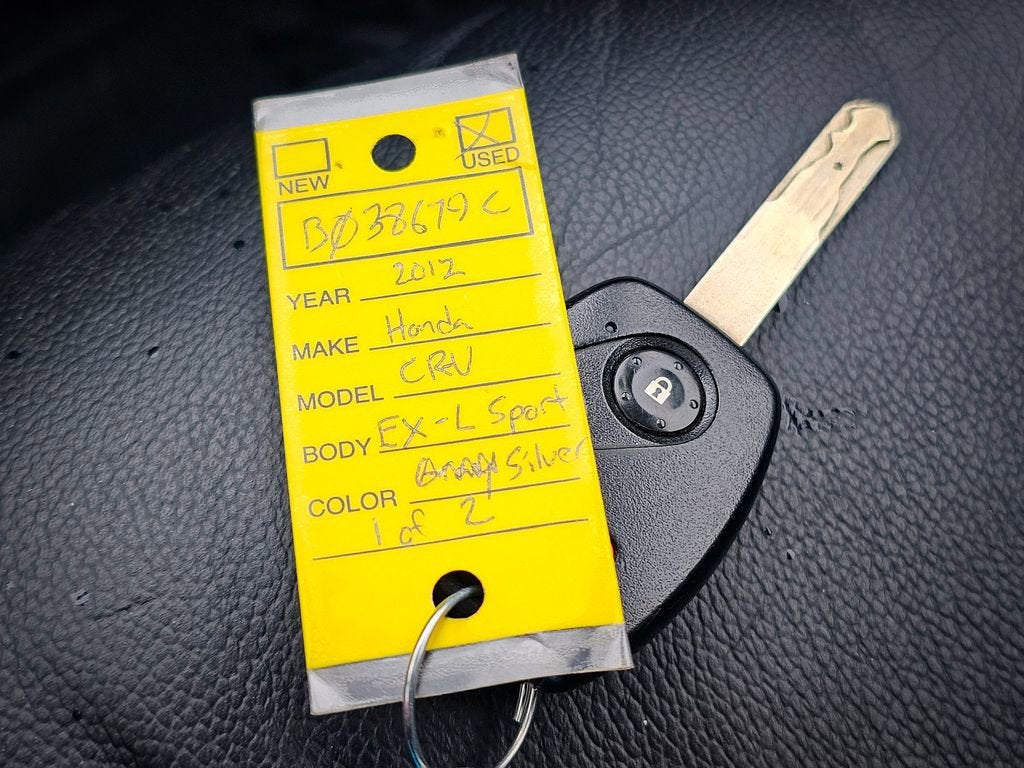 NEW USED
BØ38679C
YEAR 2012
MAKE Honda
MODEL CRV
BODY EX-L Sport
COLOR Silver
1 of 2